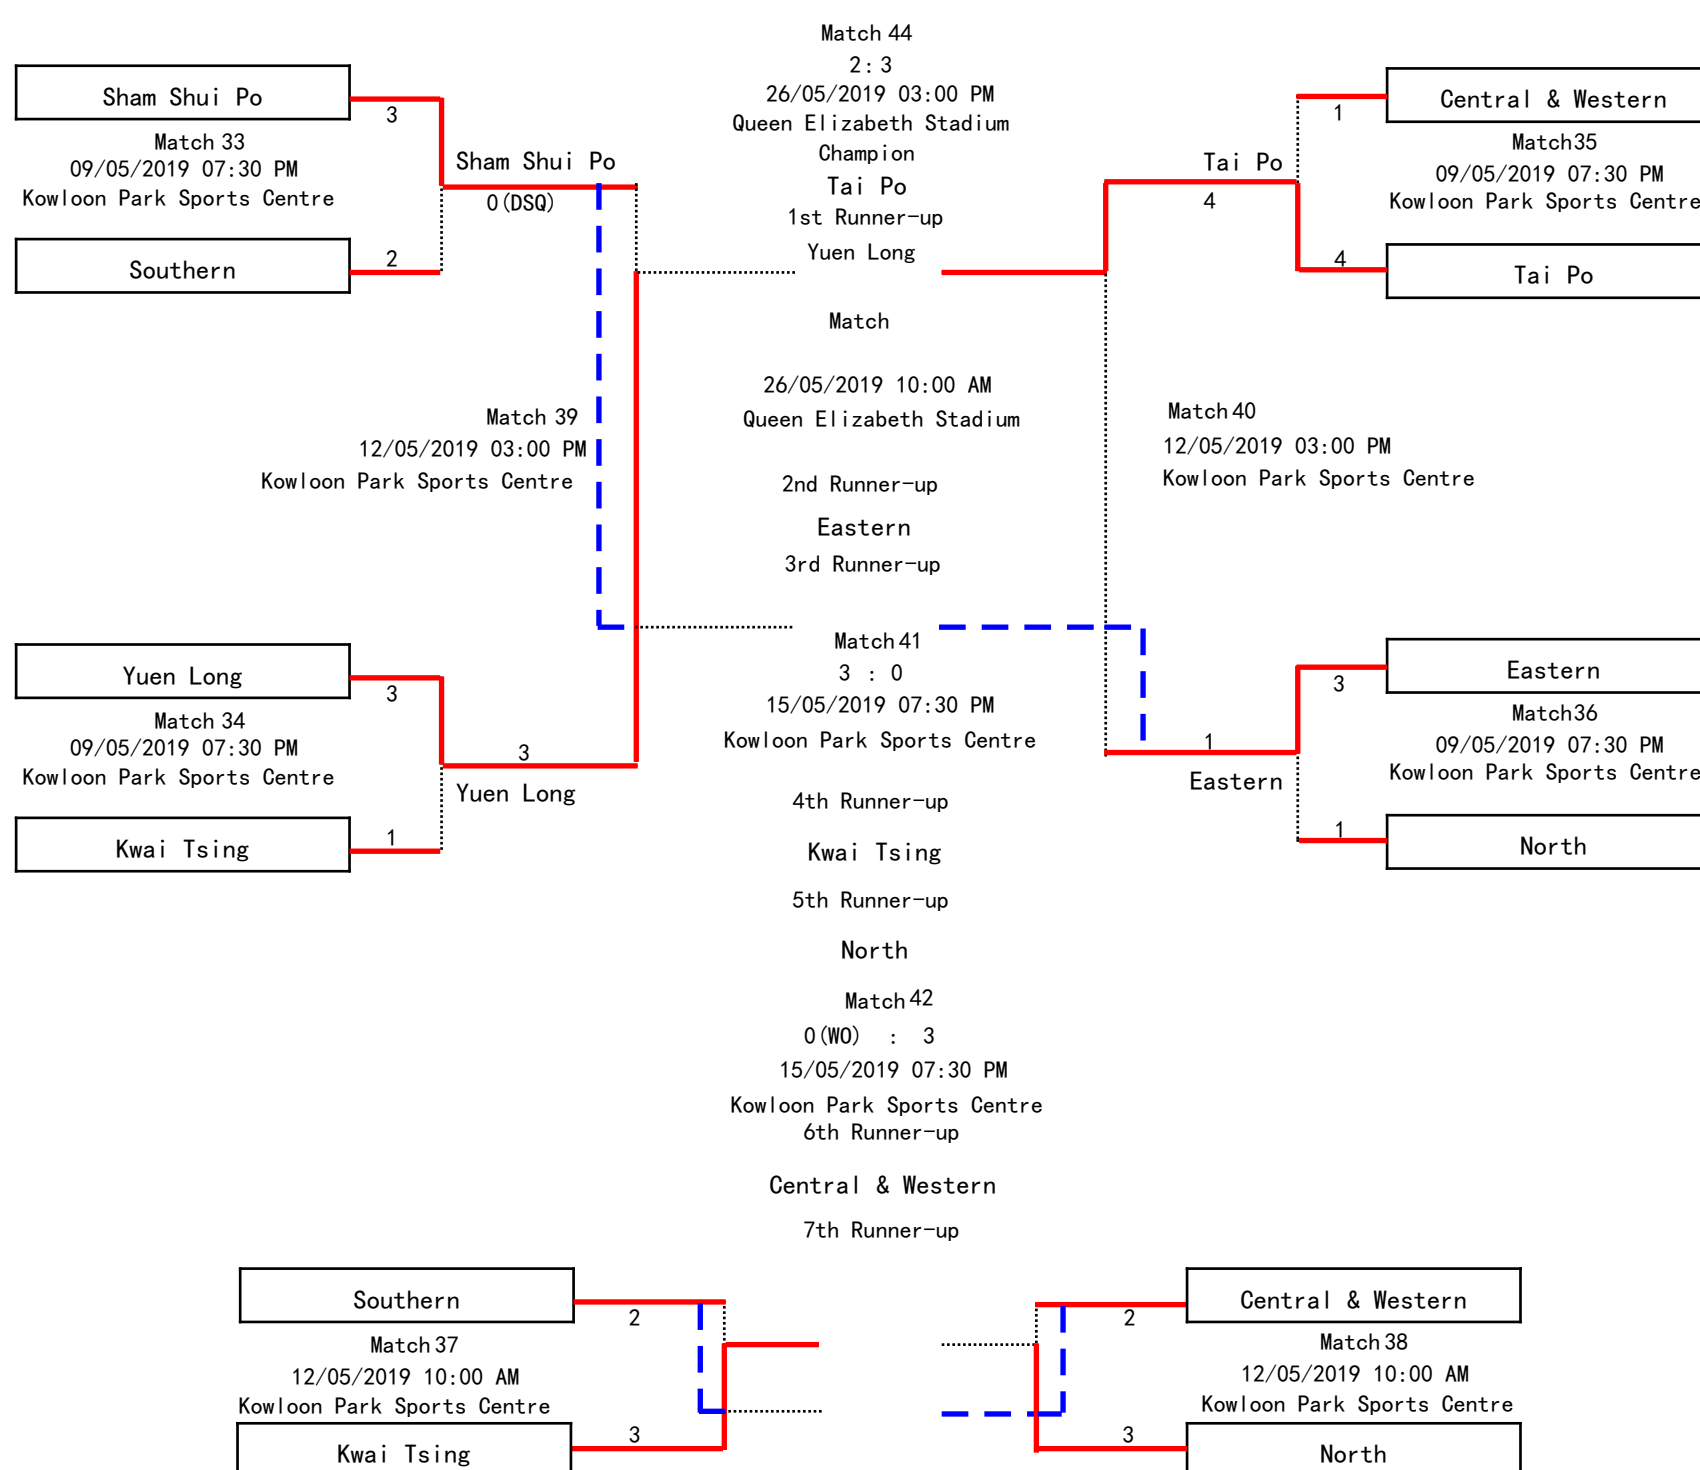 Match 44
2: 3
26/05/2019 03:00 PM
Queen Elizabeth Stadium
Champion
Tai Po
1st Runner-up
Yuen Long
Sham Shui Po
3
Match 33
09/05/2019 07:30 PM
Kowloon Park Sports Centre
Southern
2
Sham Shui Po
0(DSQ)
Tai Po
4
Central & Western
1
Match35
09/05/2019 07:30 PM
Kowloon Park Sports Centre
Tai Po
4
Match
26/05/2019 10:00 AM
Queen Elizabeth Stadium
2nd Runner-up
Eastern
3rd Runner-up
Match 39
12/05/2019 03:00 PM
Kowloon Park Sports Centre
Match 40
12/05/2019 03:00 PM
Kowloon Park Sports Centre
Yuen Long
3
Match 34
09/05/2019 07:30 PM
Kowloon Park Sports Centre
Kwai Tsing
1
3
Yuen Long
Match 41
3 : 0
15/05/2019 07:30 PM
Kowloon Park Sports Centre
1
Eastern
Eastern
3
Match36
09/05/2019 07:30 PM
Kowloon Park Sports Centre
North
1
4th Runner-up
Kwai Tsing
5th Runner-up
North
Match 42
0(WO) : 3
15/05/2019 07:30 PM
Kowloon Park Sports Centre
6th Runner-up
Central & Western
7th Runner-up
Southern
2
Match 37
12/05/2019 10:00 AM
Kowloon Park Sports Centre
Kwai Tsing
3
Central & Western
2
Match 38
12/05/2019 10:00 AM
Kowloon Park Sports Centre
North
3